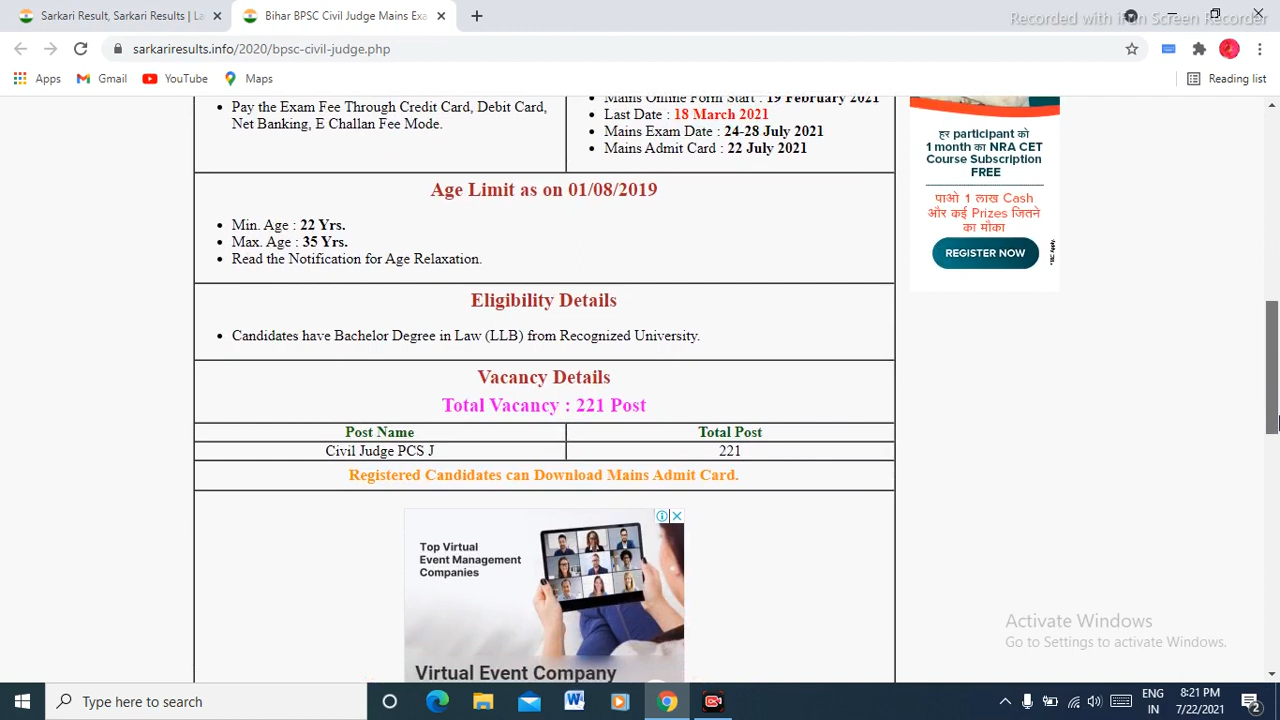 Sarkari Result, Sarkari Results | La
Bihar BPSC Civil Judge Mains Exa
Recorded with iFun Screen Recorder
sarkariresults.info/2020/bpsc-civil-judge.php
Apps
Gmail
YouTube
Maps
Reading list
Pay the Exam Fee Through Credit Card, Debit Card,
Net Banking, E Challan Fee Mode.
Mains Online Form Start : 19 February 2021
Last Date : 18 March 2021
Mains Exam Date : 24-28 July 2021
Mains Admit Card : 22 July 2021
हर participant को
1 month का NRA CET
Course Subscription
FREE
पाओ 1 लाख Cash
और कई Prizes जितने
का मौका
REGISTER NOW
Age Limit as on 01/08/2019
Min. Age : 22 Yrs.
Max. Age : 35 Yrs.
Read the Notification for Age Relaxation.
Eligibility Details
Candidates have Bachelor Degree in Law (LLB) from Recognized University.
Vacancy Details
Total Vacancy : 221 Post
Post Name
Total Post
Civil Judge PCS J
221
Registered Candidates can Download Mains Admit Card.
Top Virtual
Event Management
Companies
Virtual Event Company
Activate Windows
Go to Settings to activate Windows.
Type here to search
ENG
IN
8:21 PM
7/22/2021
2